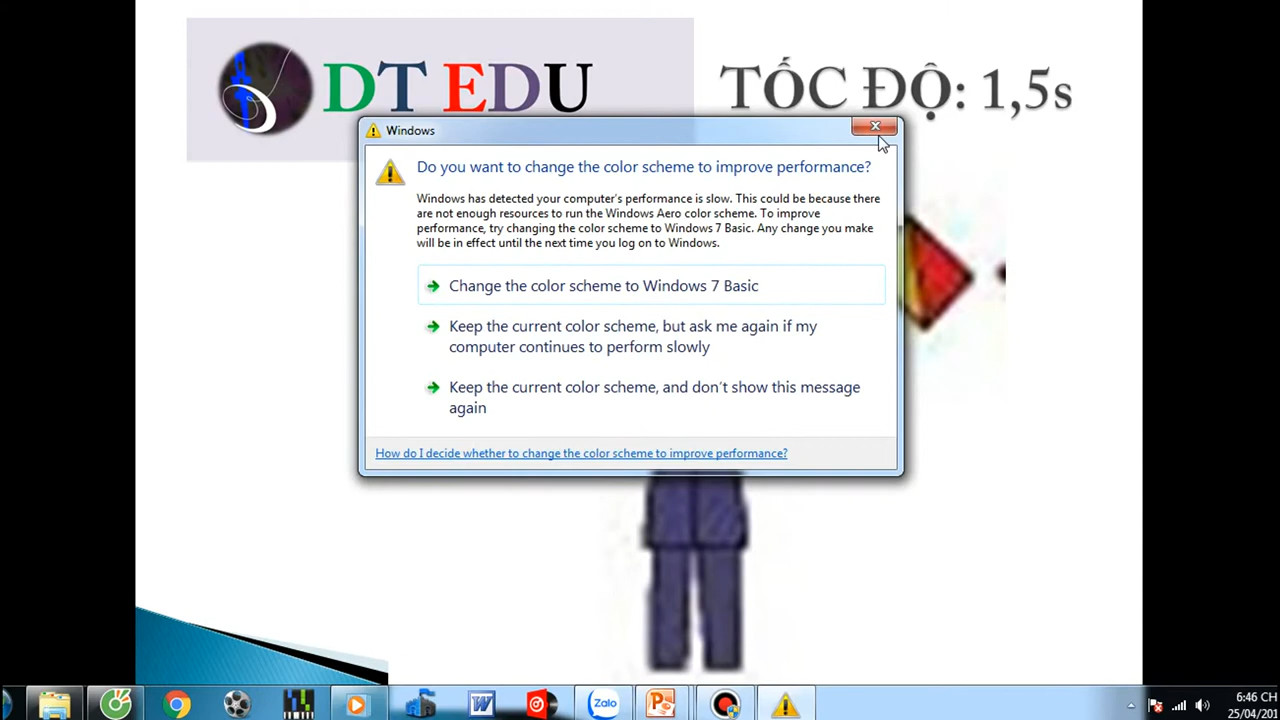 DT EDU
TỐC ĐỘ: 1,5s
Windows
Do you want to change the color scheme to improve performance?
Windows has detected your computer's performance is slow. This could be because there
are not enough resources to run the Windows Aero color scheme. To improve
performance, try changing the color scheme to Windows 7 Basic. Any change you make
will be in effect until the next time you log on to Windows.
Change the color scheme to Windows 7 Basic
Keep the current color scheme, but ask me again if my
computer continues to perform slowly
Keep the current color scheme, and don't show this message
again
How do I decide whether to change the color scheme to improve performance?
Zalo
6:46 CH
25/04/201